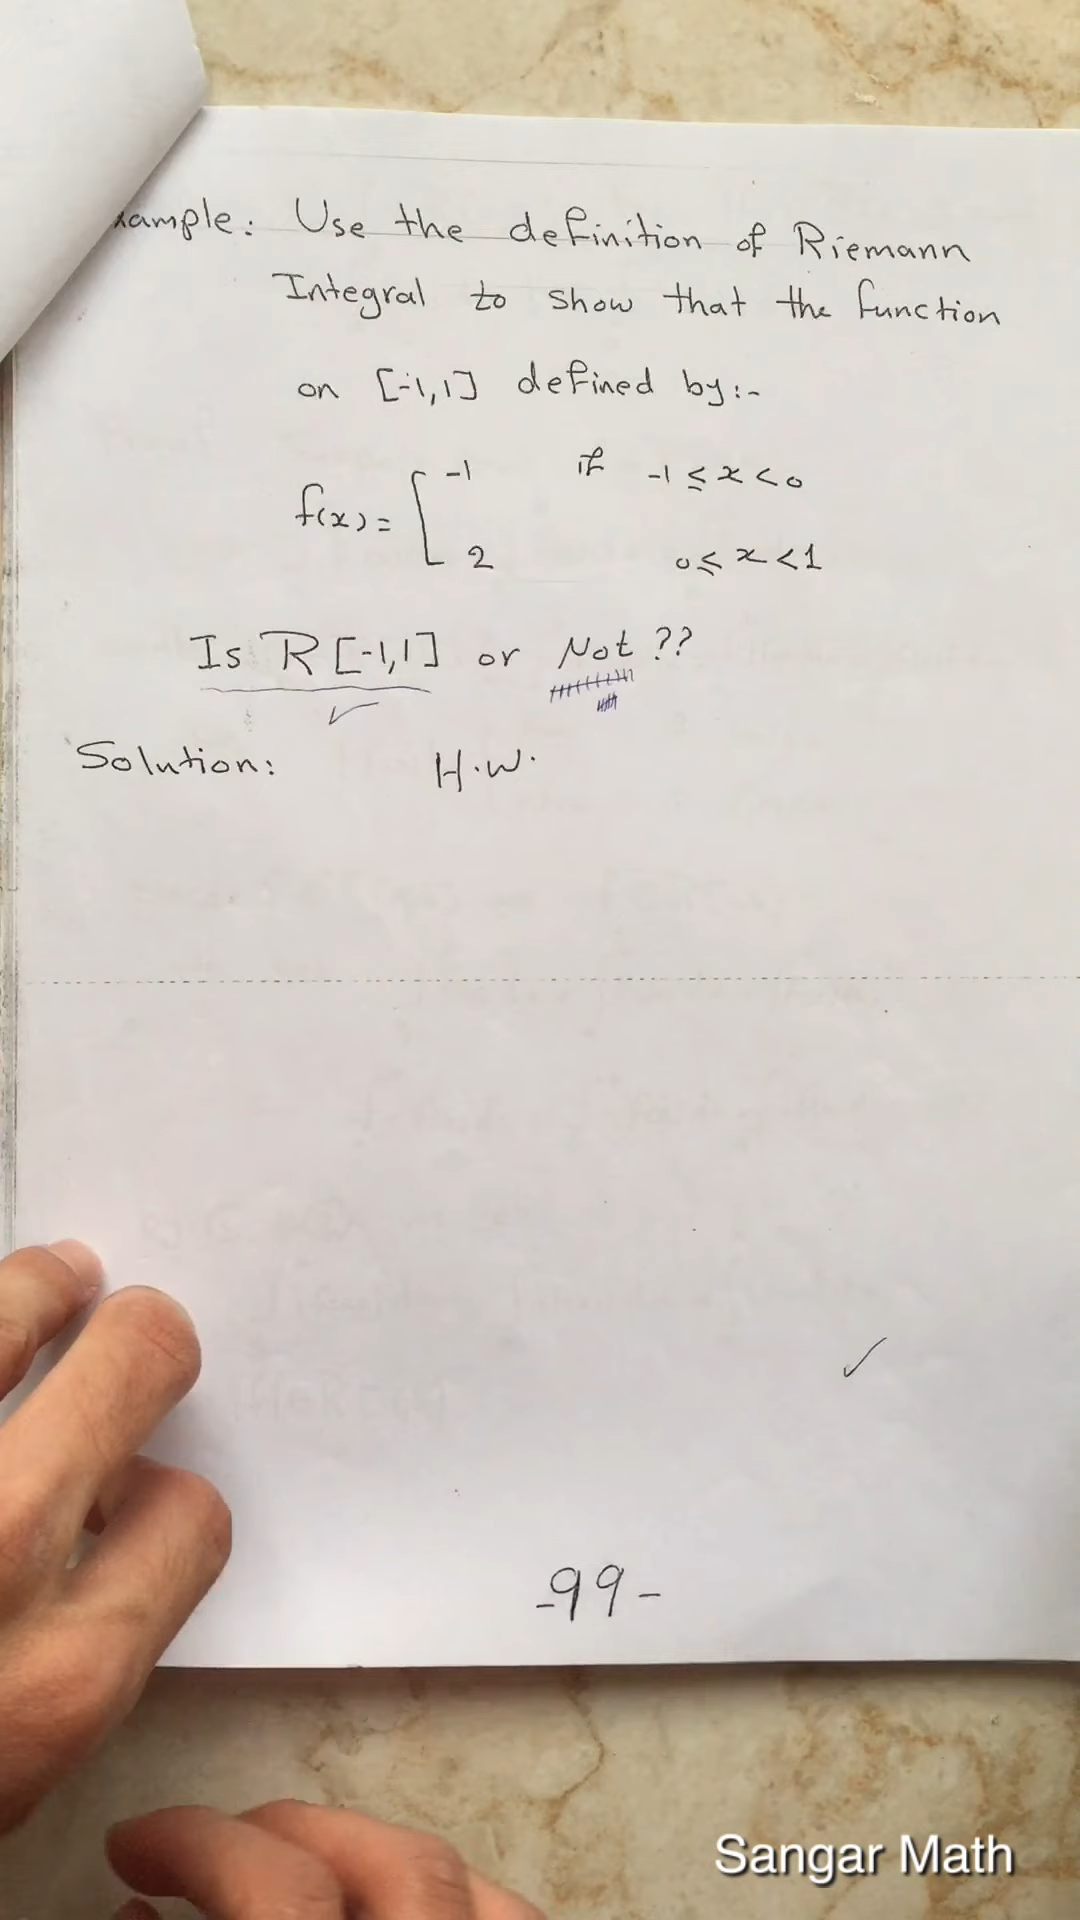 xample: Use the definition of Riemann
Integral to show that the function
on [-1,1] defined by:-
f(x)= [ -1 if -1 ≤ x < 0
2 0 ≤ x < 1
Is R[-1,1] or Not ??
Solution: H.W.
-99-
Sangar Math